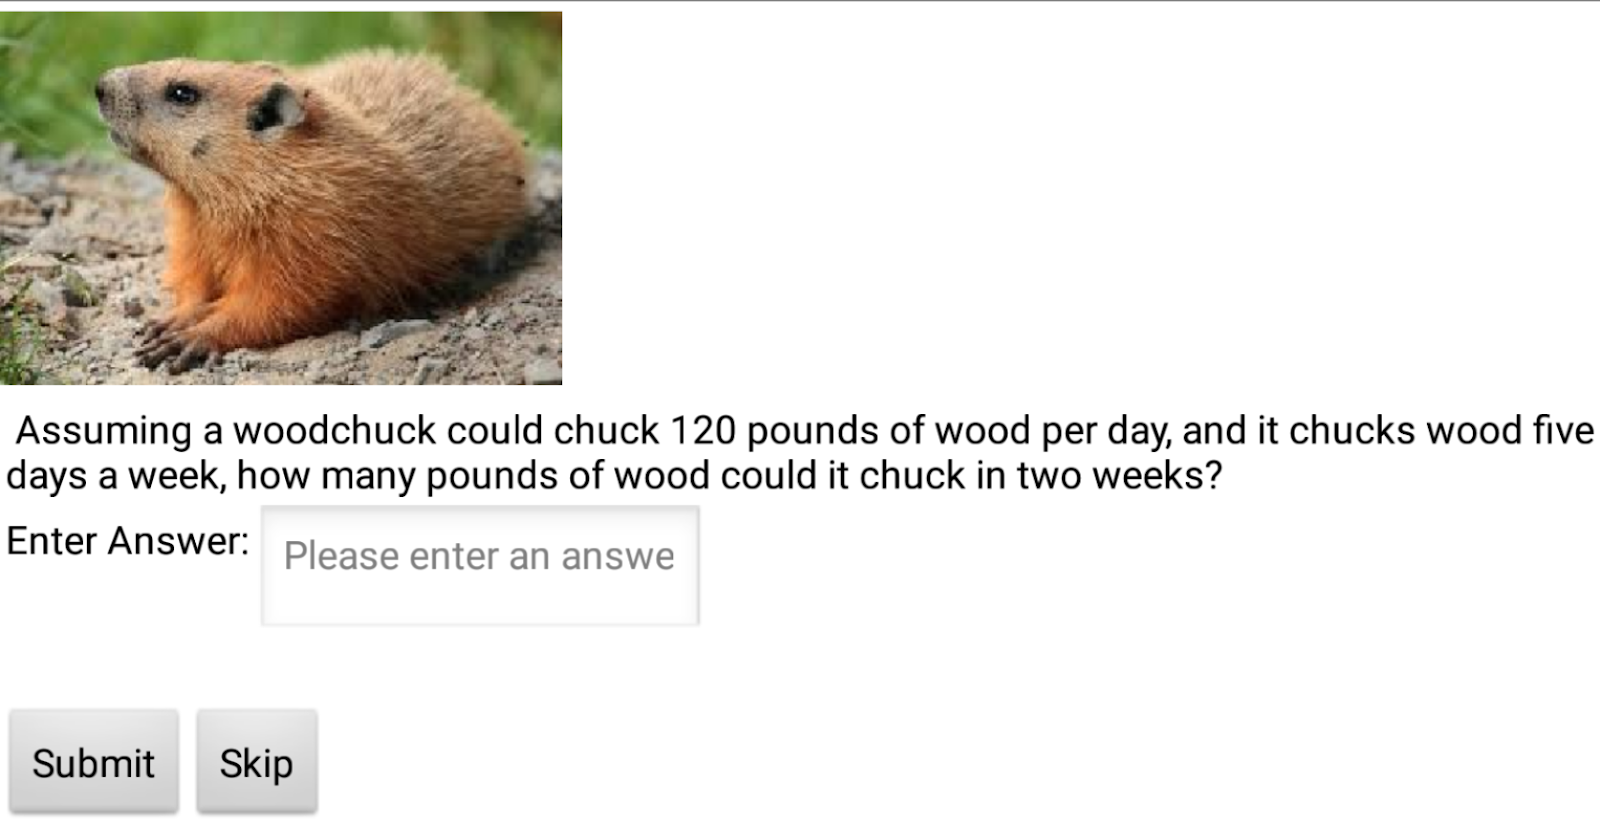 Assuming a woodchuck could chuck 120 pounds of wood per day, and it chucks wood five
days a week, how many pounds of wood could it chuck in two weeks?
Enter Answer: Please enter an answe
Submit Skip